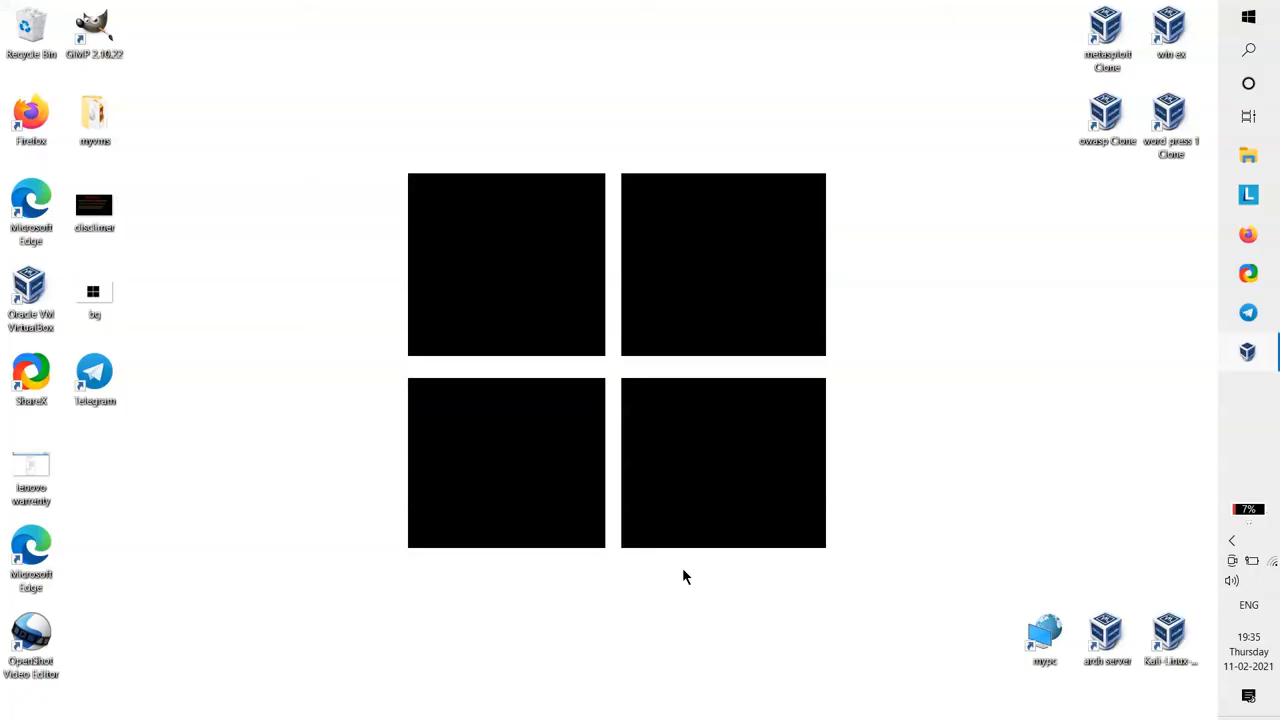 Recycle Bin
GIMP 2.10.22
Firefox
myvms
Microsoft
Edge
disclimer
Oracle VM
VirtualBox
bg
ShareX
Telegram
lenovo
warrenty
Microsoft
Edge
OpenShot
Video Editor
metasploit
Clone
win ex
owasp Clone
word press 1
Clone
mypc
arch server
Kali-Linux-...
L
7%
ENG
19:35
Thursday
11-02-2021